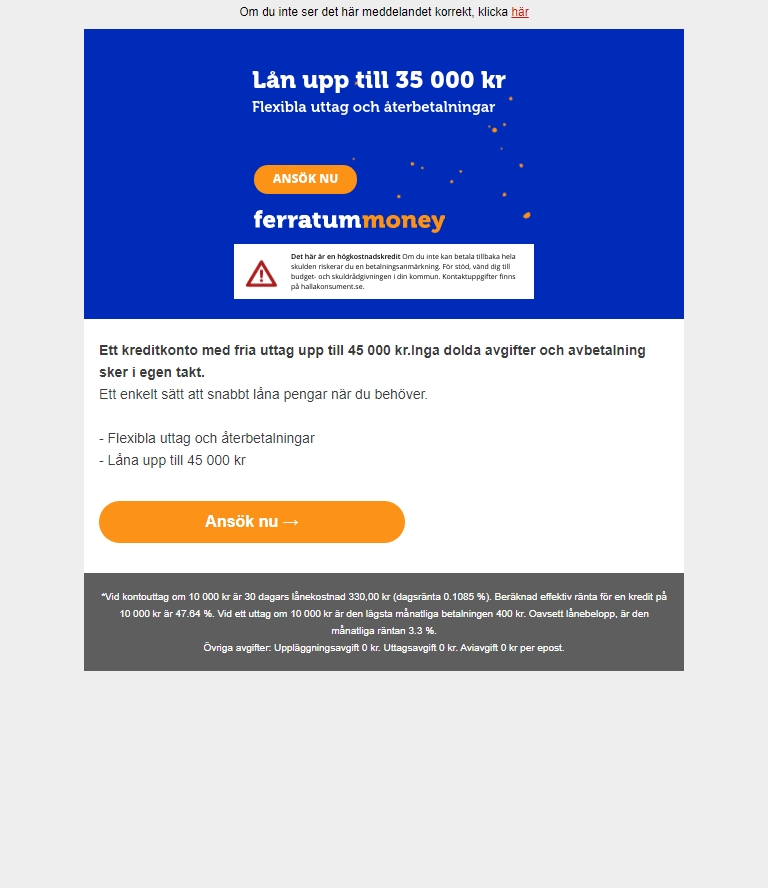 Om du inte ser det här meddelandet korrekt, klicka här
Lån upp till 35 000 kr
Flexibla uttag och återbetalningar
ANSÖK NU
ferratummoney
Det här är en högkostnadskredit Om du inte kan betala tillbaka hela
skulden riskerar du en betalningsanmärkning. För stöd, vänd dig till
budget- och skuldrådgivningen i din kommun. Kontaktuppgifter finns
på hallakonsument.se.
Ett kreditkonto med fria uttag upp till 45 000 kr.Inga dolda avgifter och avbetalning
sker i egen takt.
Ett enkelt sätt att snabbt låna pengar när du behöver.
- Flexibla uttag och återbetalningar
- Låna upp till 45 000 kr
Ansök nu →
*Vid kontouttag om 10 000 kr är 30 dagars lånekostnad 330,00 kr (dagsränta 0.1085 %). Beräknad effektiv ränta för en kredit på
10 000 kr är 47.64 %. Vid ett uttag om 10 000 kr är den lägsta månatliga betalningen 400 kr. Oavsett lånebelopp, är den
månatliga räntan 3.3 %.
Övriga avgifter: Uppläggningsavgift 0 kr. Uttagsavgift 0 kr. Aviavgift 0 kr per epost.